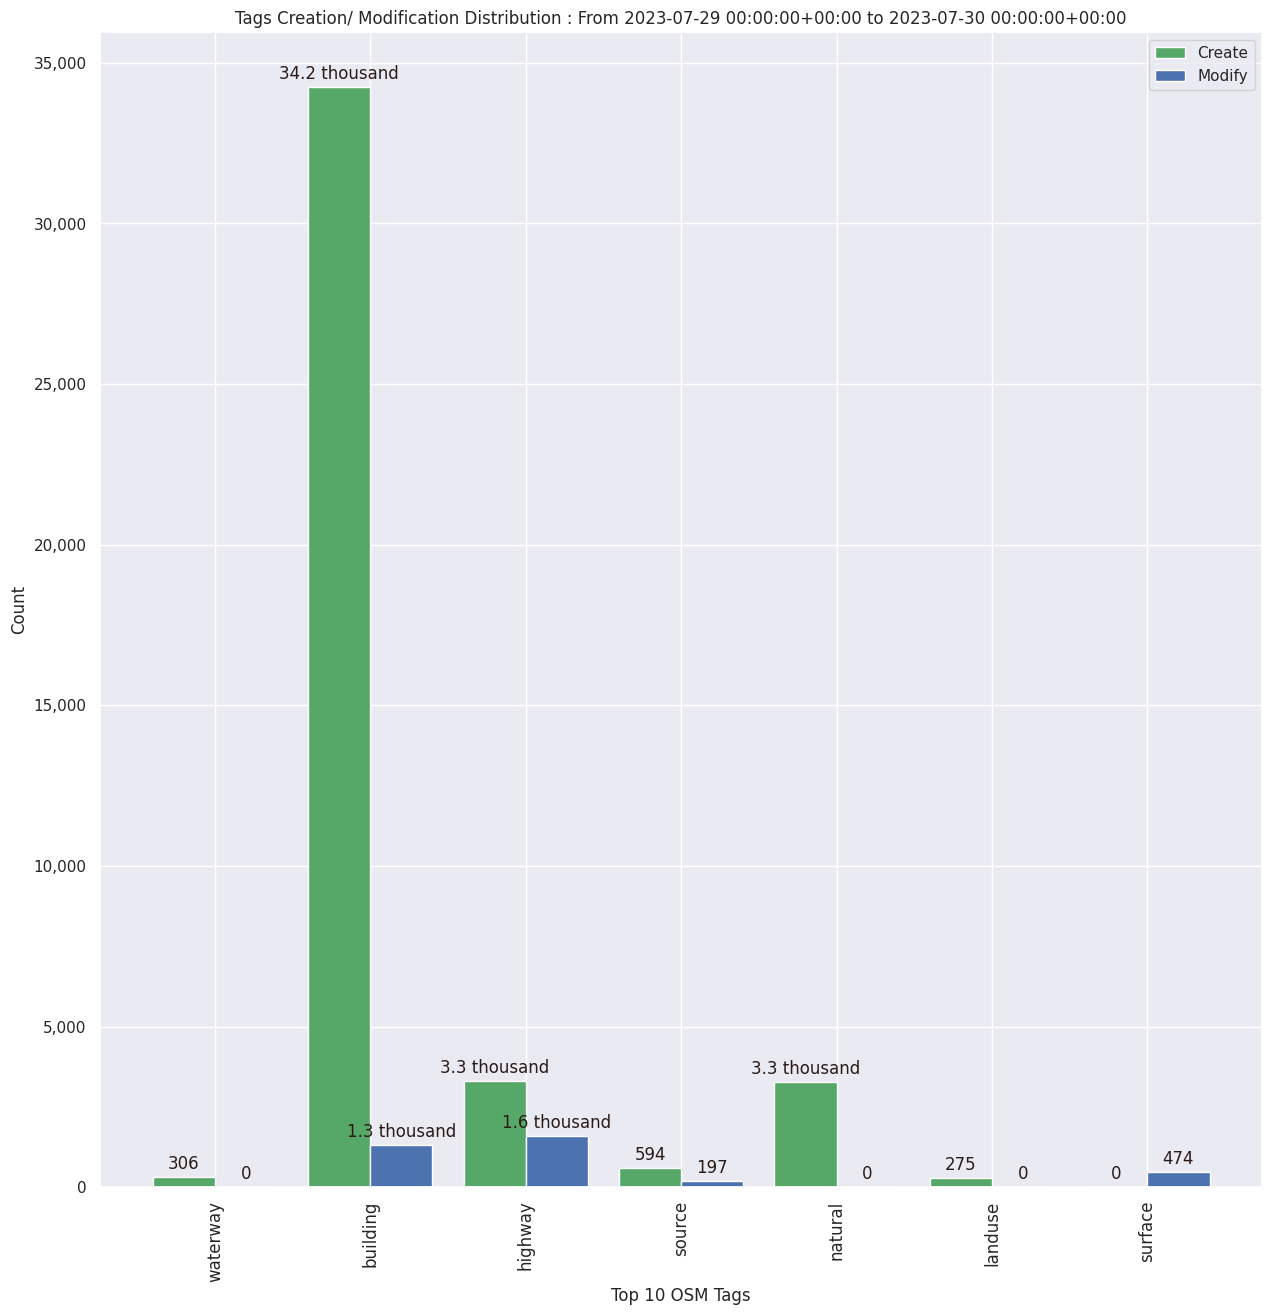 Tags Creation/ Modification Distribution : From 2023-07-29 00:00:00+00:00 to 2023-07-30 00:00:00+00:00
Create
Modify
35,000
30,000
25,000
20,000
15,000
10,000
5,000
0
Count
306
0
34.2 thousand
1.3 thousand
3.3 thousand
1.6 thousand
594
197
3.3 thousand
0
275
0
0
474
waterway
building
highway
source
natural
landuse
surface
Top 10 OSM Tags